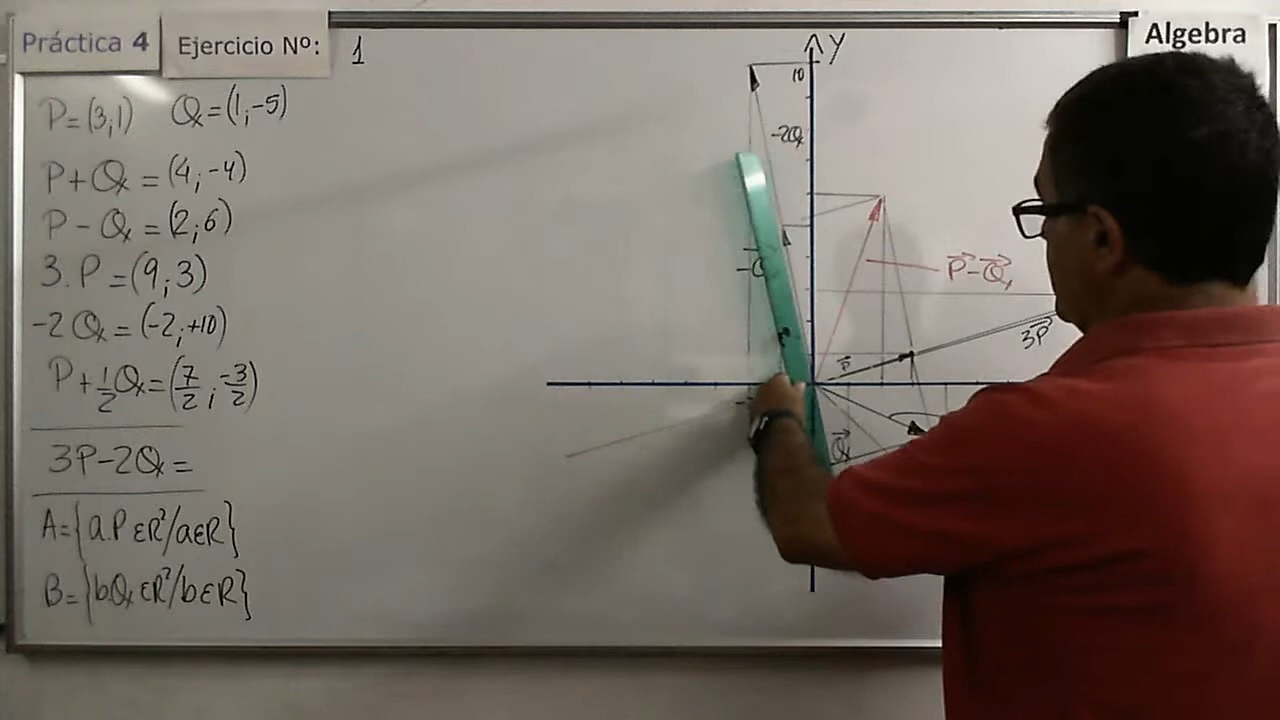 Práctica 4
Ejercicio Nº: 1
Algebra
P=(3;1) Q=(1;-5)
P+Q=(4;-4)
P-Q=(2;6)
3.P=(9;3)
-2Q=(-2;+10)
P+1/2Q=(7/2;-3/2)
3P-2Q=
A={a.P ∈ R²/a∈R}
B={bQ ∈ R²/b∈R}
Y
10
-2Q
-Q
P-Q
3P
P
Q